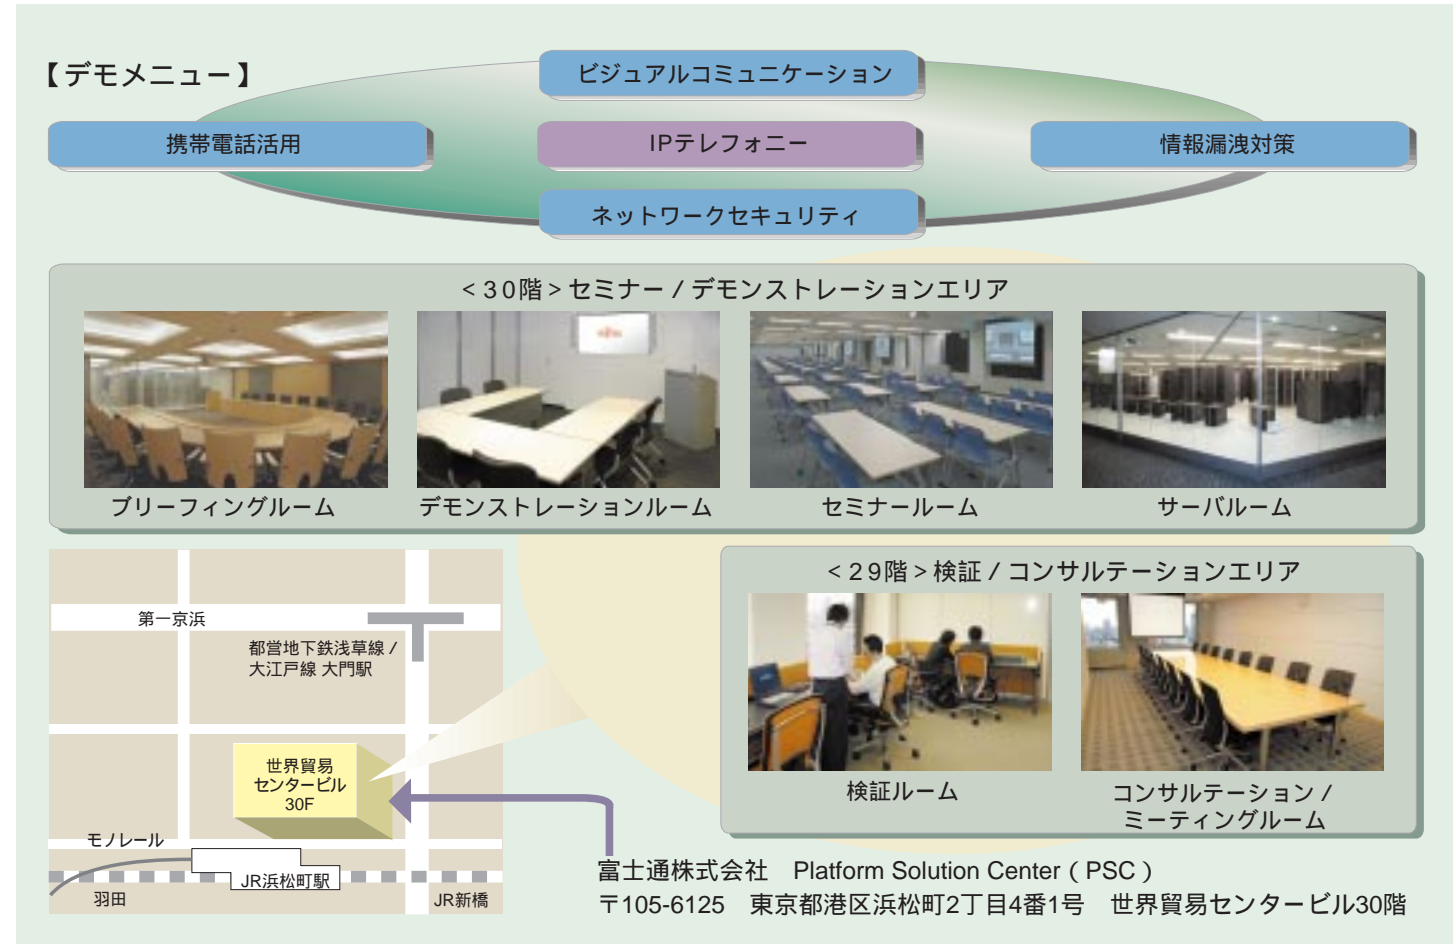 【デモメニュー】
ビジュアルコミュニケーション
携帯電話活用
IPテレフォニー
情報漏洩対策
ネットワークセキュリティ
<30階>セミナー/デモンストレーションエリア
ブリーフィングルーム
デモンストレーションルーム
セミナールーム
サーバルーム
<29階>検証/コンサルテーションエリア
検証ルーム
コンサルテーション/
ミーティングルーム
第一京浜
都営地下鉄浅草線/
大江戸線 大門駅
世界貿易
センタービル
30F
モノレール
JR浜松町駅
羽田
JR新橋
富士通株式会社 Platform Solution Center(PSC)
〒105-6125 東京都港区浜松町2丁目4番1号 世界貿易センタービル30階